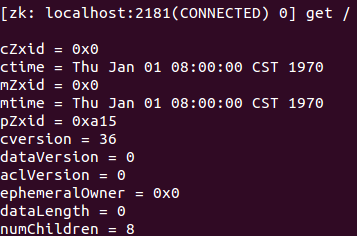 [zk: localhost:2181(CONNECTED) 0] get /
cZxid = 0x0
ctime = Thu Jan 01 08:00:00 CST 1970
mZxid = 0x0
mtime = Thu Jan 01 08:00:00 CST 1970
pZxid = 0xa15
cversion = 36
dataVersion = 0
aclVersion = 0
ephemeralOwner = 0x0
dataLength = 0
numChildren = 8